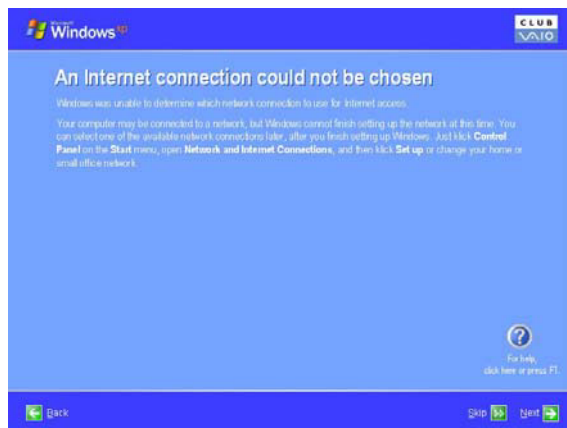 Microsoft
Windows xp
CLUB
VAIO
An Internet connection could not be chosen
Windows was unable to determine which network connection to use for Internet access.
Your computer may be connected to a network, but Windows cannot finish setting up the network at this time. You
can select one of the available network connections later, after you finish setting up Windows. Just klick Control
Panel on the Start menu, open Network and Internet Connections, and then klick Set up or change your home or
small office network.
For help,
click here or press F1.
Back
Skip
Next